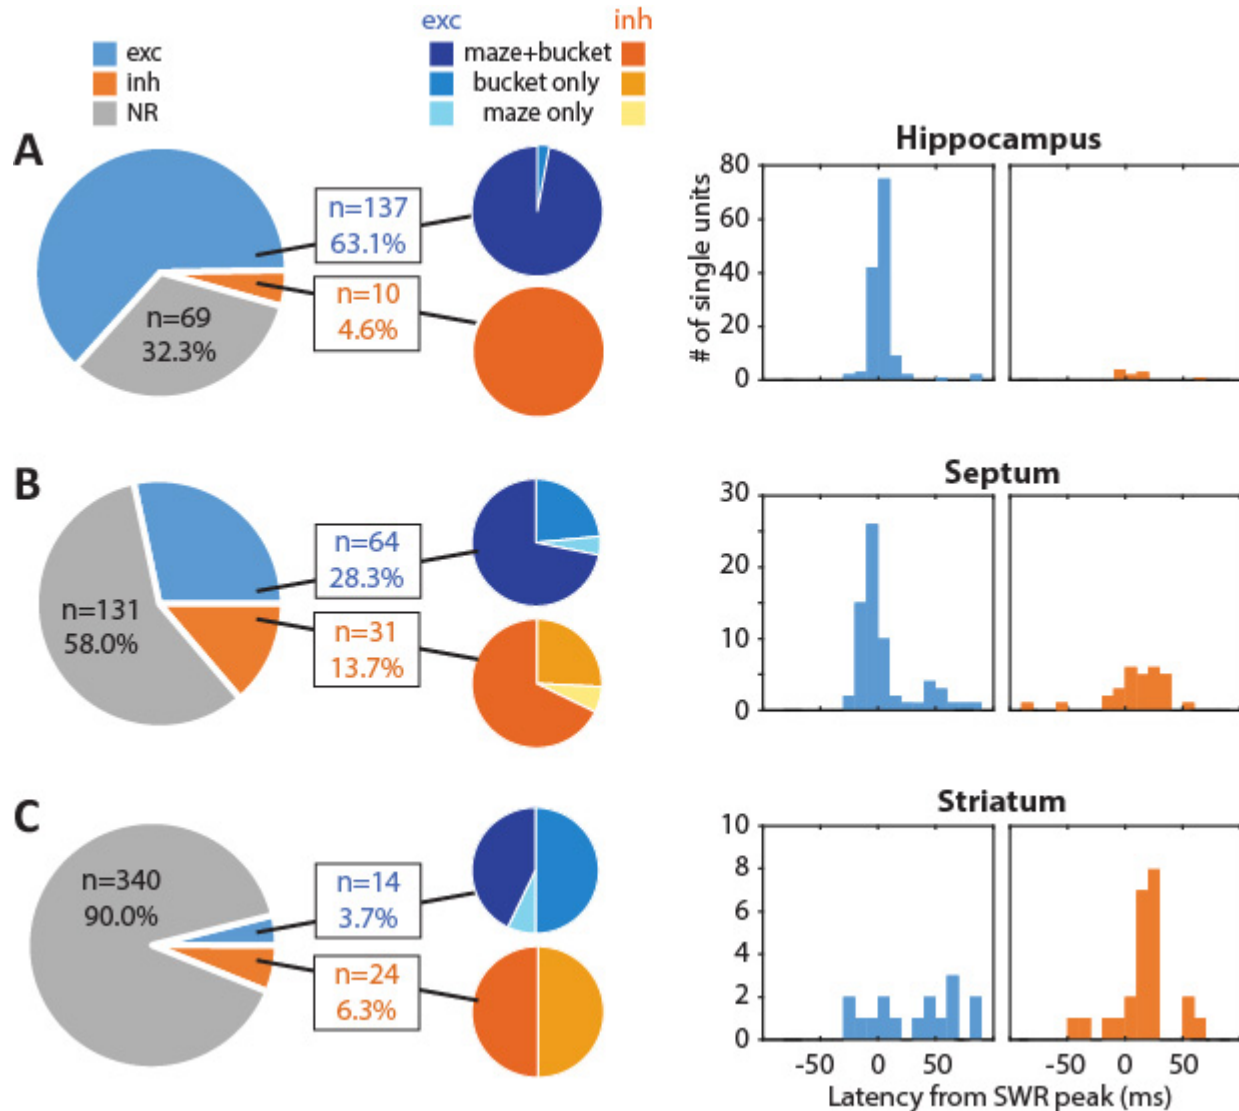 exc inh
exc maze+bucket
inh bucket only
NR maze only
A
n=137
63.1%
n=10
4.6%
n=69
32.3%
Hippocampus
# of single units
80
60
40
20
0
B
n=64
28.3%
n=131
58.0%
n=31
13.7%
Septum
30
20
10
0
C
n=340
90.0%
n=14
3.7%
n=24
6.3%
Striatum
10
8
6
4
2
0
-50 0 50 -50 0 50
Latency from SWR peak (ms)